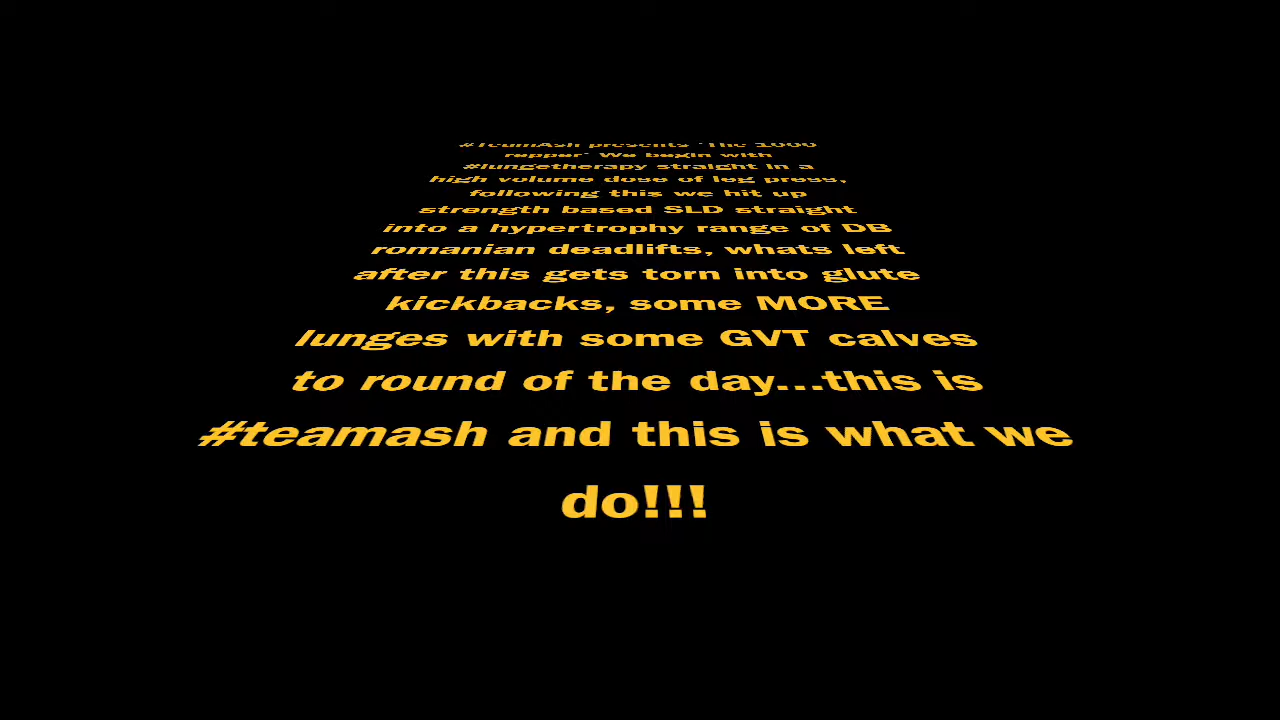 #TeamAsh presents 'The 1000
repper' We begin with
#lungetherapy straight in a
high volume dose of leg press,
following this we hit up
strength based SLD straight
into a hypertrophy range of DB
romanian deadlifts, whats left
after this gets torn into glute
kickbacks, some MORE
lunges with some GVT calves
to round of the day...this is
#teamash and this is what we
do!!!